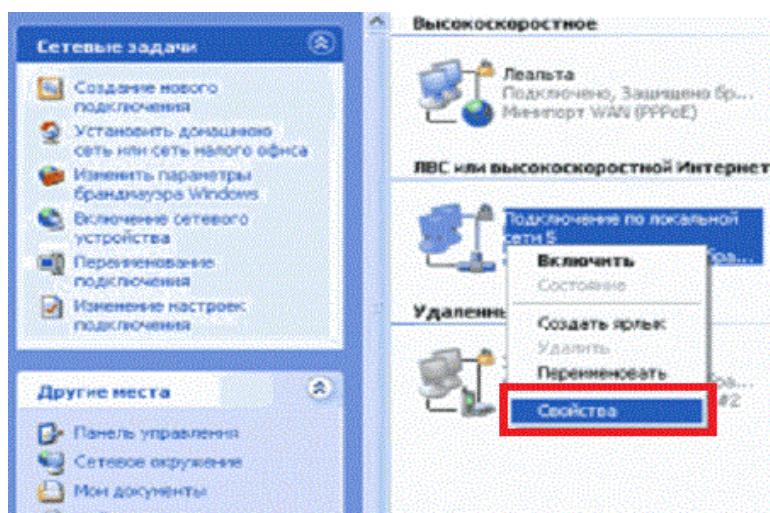 Сетевые задачи
Создание нового
подключения
Установить домашнюю
сеть или сеть малого офиса
Изменить параметры
брандмауэра Windows
Включение сетевого
устройства
Переименование
подключения
Изменение настроек
подключения
Другие места
Панель управления
Сетевое окружение
Мои документы
Высокоскоростное
Леальта
Подключено, Защищено бр...
Минипорт WAN (PPPoE)
ЛВС или высокоскоростной Интернет
Подключение по локальной
сети 5
Включить
Состояние
Создать ярлык
Удалить
Переименовать
Свойства
#2